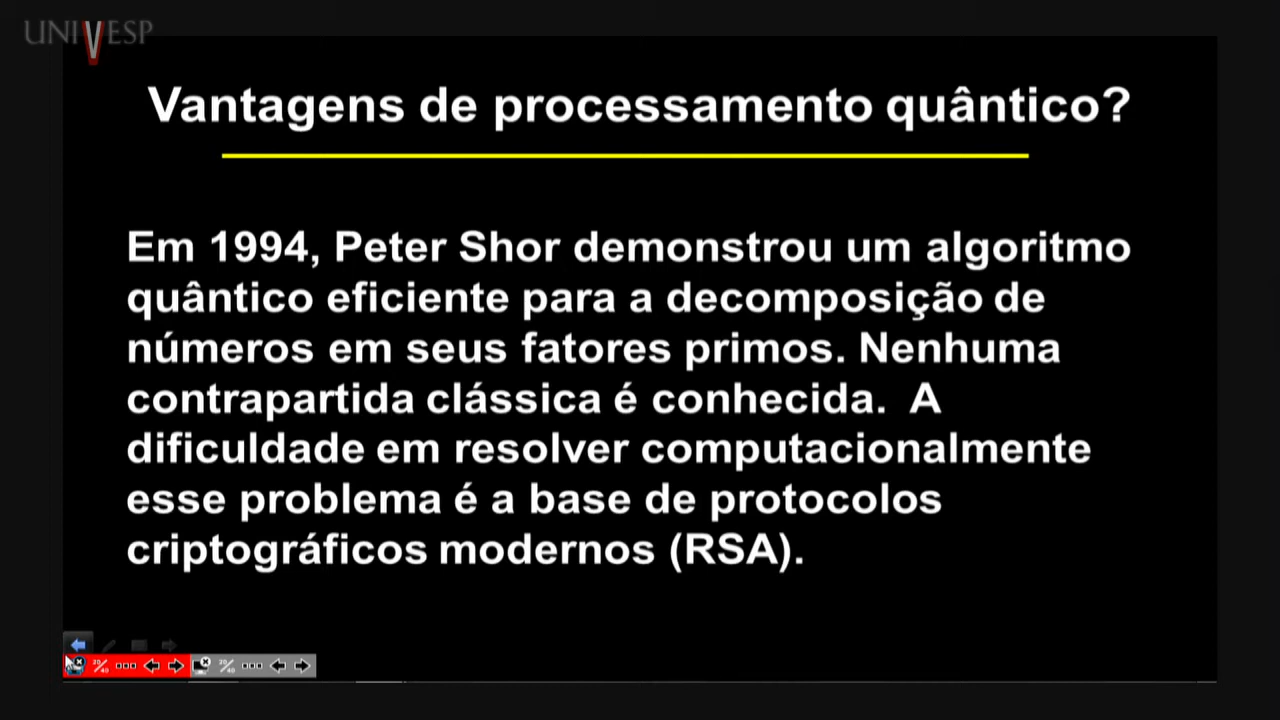 UNIVESP
Vantagens de processamento quântico?
Em 1994, Peter Shor demonstrou um algoritmo
quântico eficiente para a decomposição de
números em seus fatores primos. Nenhuma
contrapartida clássica é conhecida. A
dificuldade em resolver computacionalmente
esse problema é a base de protocolos
criptográficos modernos (RSA).